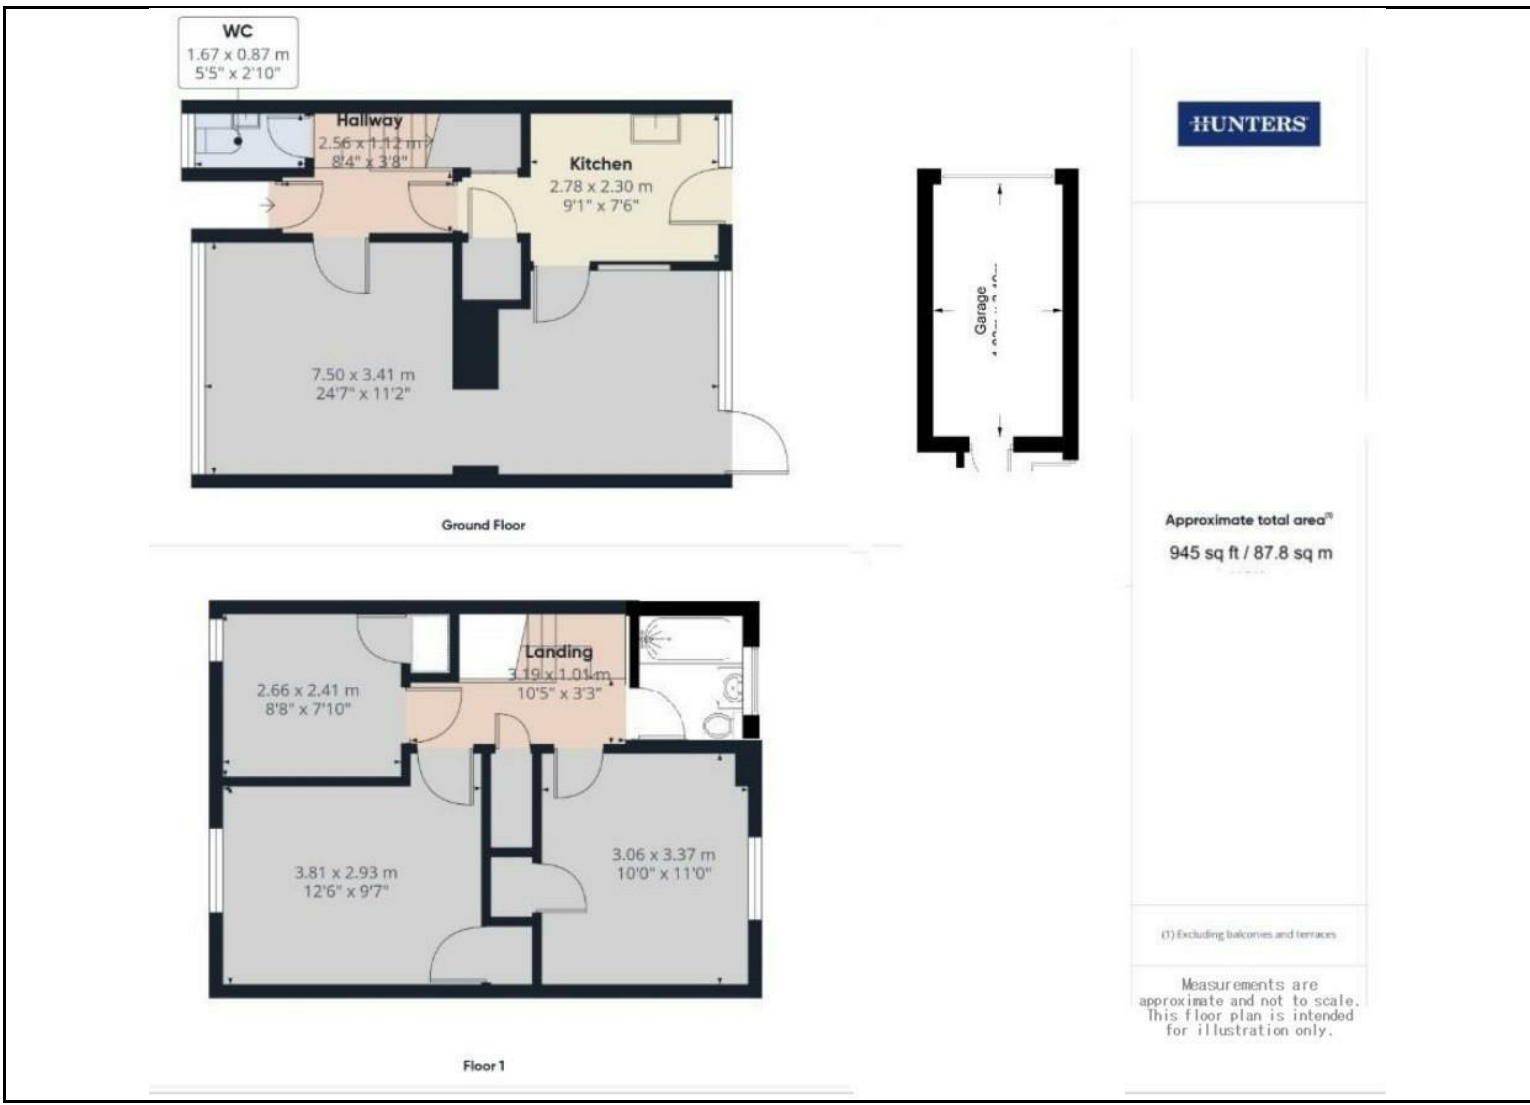 WC
1.67 x 0.87 m
5'5" x 2'10"
Hallway
2.56 x 1.12 m
8'4" x 3'8"
Kitchen
2.78 x 2.30 m
9'1" x 7'6"
7.50 x 3.41 m
24'7" x 11'2"
Ground Floor
Garage
HUNTERS
Approximate total area(1)
945 sq ft / 87.8 sq m
Landing
3.19 x 1.01 m
10'5" x 3'3"
2.66 x 2.41 m
8'8" x 7'10"
3.81 x 2.93 m
12'6" x 9'7"
3.06 x 3.37 m
10'0" x 11'0"
Floor 1
(1) Excluding balconies and terraces
Measurements are
approximate and not to scale.
This floor plan is intended
for illustration only.